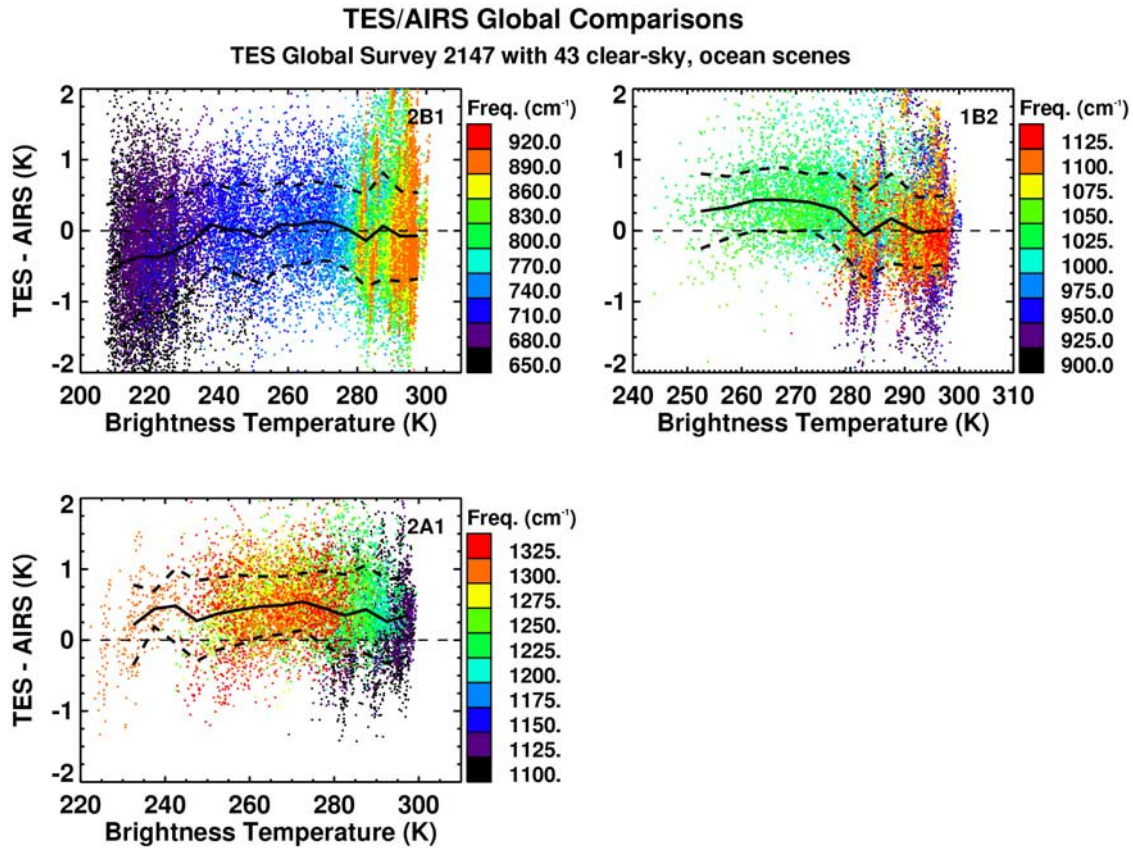 TES/AIRS Global Comparisons
TES Global Survey 2147 with 43 clear-sky, ocean scenes
2B1
TES - AIRS (K)
2
1
0
-1
-2
200 220 240 260 280 300
Brightness Temperature (K)
Freq. (cm⁻¹)
920.0
890.0
860.0
830.0
800.0
770.0
740.0
710.0
680.0
650.0
1B2
2
1
0
-1
-2
240 250 260 270 280 290 300 310
Brightness Temperature (K)
Freq. (cm⁻¹)
1125.
1100.
1075.
1050.
1025.
1000.
975.0
950.0
925.0
900.0
2A1
TES - AIRS (K)
2
1
0
-1
-2
220 240 260 280 300
Brightness Temperature (K)
Freq. (cm⁻¹)
1325.
1300.
1275.
1250.
1225.
1200.
1175.
1150.
1125.
1100.